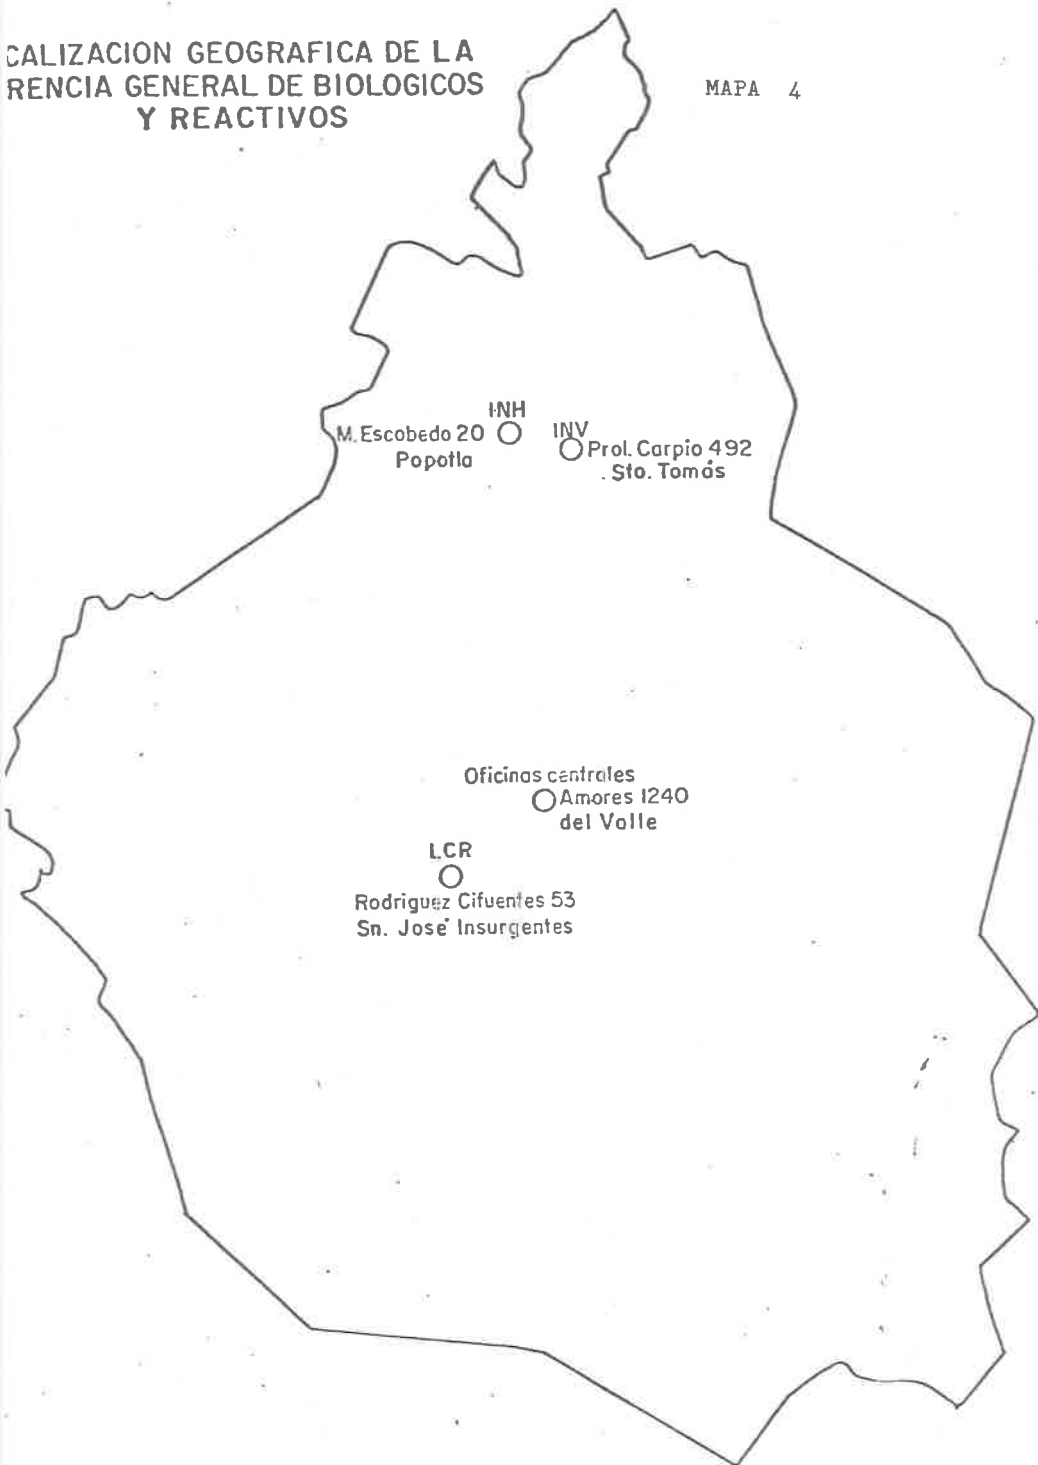 CALIZACION GEOGRAFICA DE LA
RENCIA GENERAL DE BIOLOGICOS
Y REACTIVOS
MAPA 4
INH
M. Escobedo 20
Popotla
INV
Prol. Carpio 492
Sto. Tomás
Oficinas centrales
Amores 1240
del Valle
LCR
Rodriguez Cifuentes 53
Sn. José Insurgentes